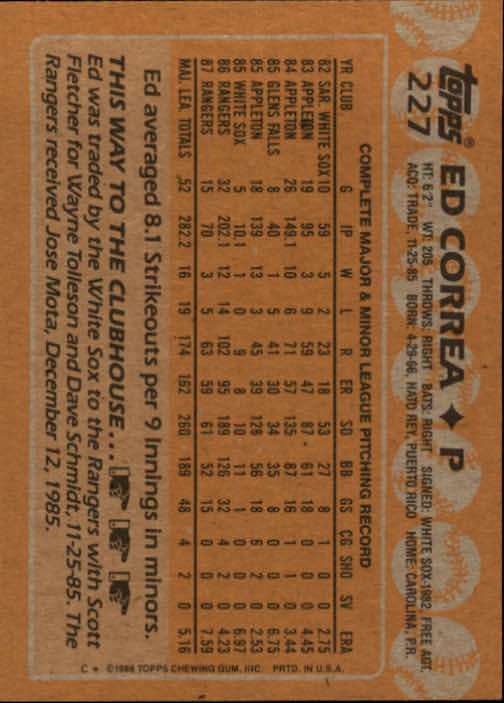 topps®
227
ED CORREA ♦ P
HT: 6'2" WT: 205 THROWS: RIGHT BATS: RIGHT SIGNED: WHITE SOX 1982, FREE AGT.
ACQ: TRADE, 11-25-85 BORN: 4-29-66, HATO REY, PUERTO RICO HOME: CAROLINA, P.R.
COMPLETE MAJOR & MINOR LEAGUE PITCHING RECORD
YR CLUB G IP W L R ER SO BB GS CG SHO SV ERA
'82 SAR. WHITE SOX 10 59 5 2 23 18 53 27 8 1 0 0 2.75
83 APPLETON 19 95 3 9 59 47 87 61 18 0 0 0 4.45
84 APPLETON 26 149.1 10 6 71 57 135 87 16 1 1 0 3.44
85 GLENS FALLS 8 40 1 5 41 30 34 35 8 0 0 0 6.75
85 APPLETON 18 139 13 3 45 39 128 56 18 6 2 0 2.53
85 WHITE SOX 5 10.1 1 0 9 8 10 11 1 0 0 0 6.97
86 RANGERS 32 202.1 12 14 102 95 189 126 32 4 2 0 4.23
87 RANGERS 15 70 3 5 63 59 61 52 15 0 0 0 7.59
MAJ. LEA. TOTALS 52 282.2 16 19 174 162 260 189 48 4 2 0 5.16
Ed averaged 8.1 Strikeouts per 9 Innings in minors.
THIS WAY TO THE CLUBHOUSE...
Ed was traded by the White Sox to the Rangers with Scott
Fletcher for Wayne Tolleson and Dave Schmidt, 11-25-85. The
Rangers received Jose Mota, December 12, 1985.
C * ©1988 TOPPS CHEWING GUM, INC. PRTD. IN U.S.A.